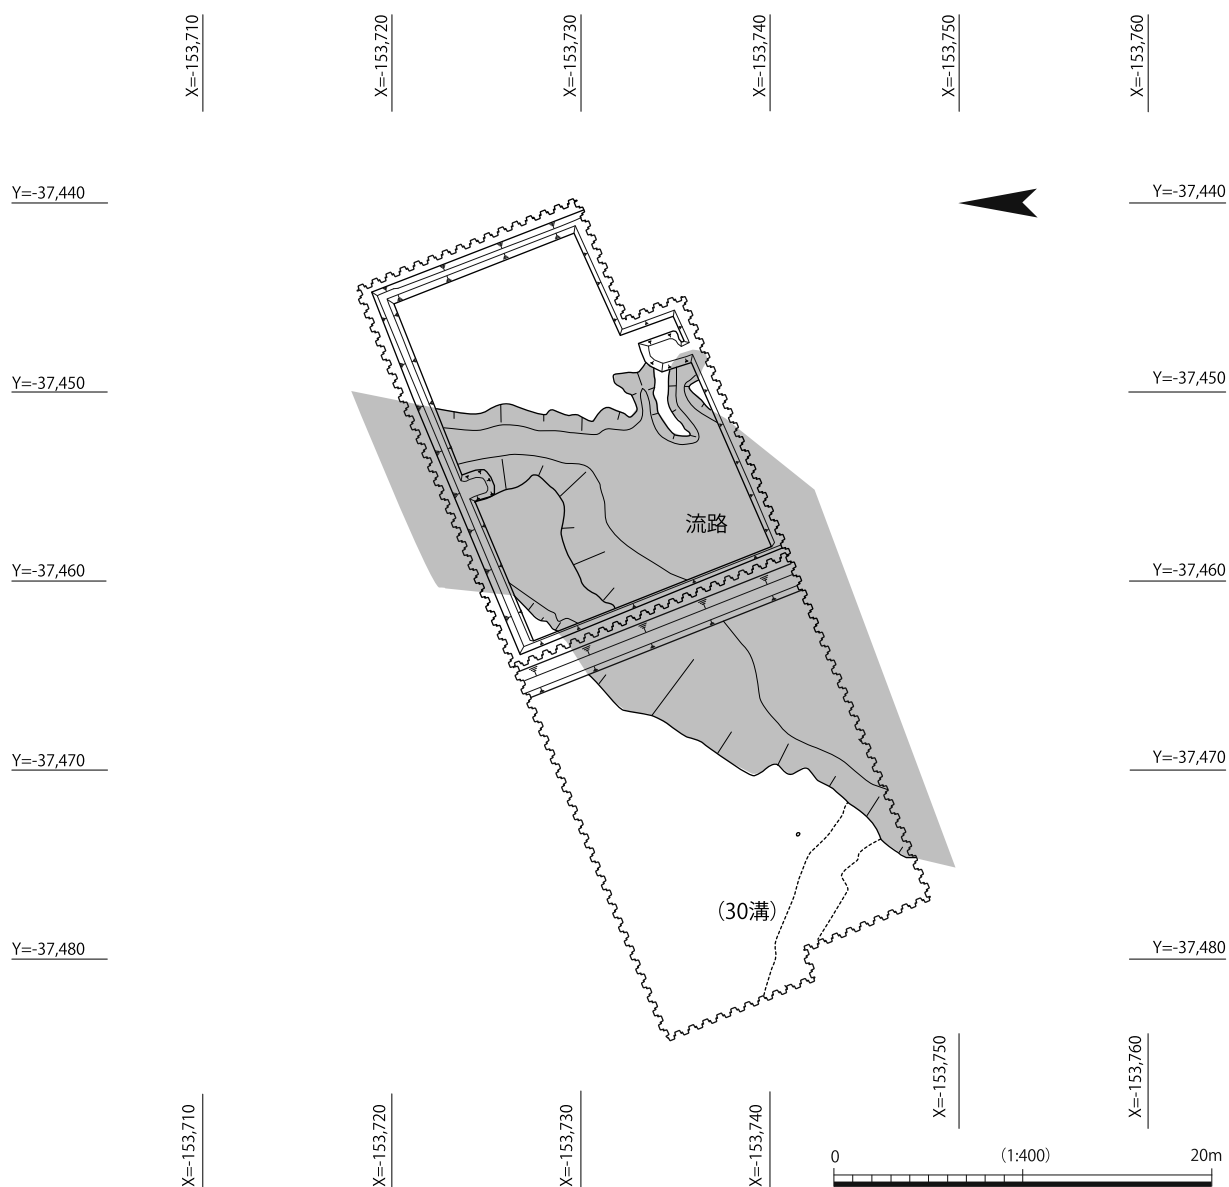 X=-153,710
X=-153,720
X=-153,730
X=-153,740
X=-153,750
X=-153,760
Y=-37,440
Y=-37,440
Y=-37,450
Y=-37,450
流路
Y=-37,460
Y=-37,460
Y=-37,470
Y=-37,470
（30溝）
Y=-37,480
Y=-37,480
X=-153,710
X=-153,720
X=-153,730
X=-153,740
X=-153,750
X=-153,760
0 (1:400) 20m